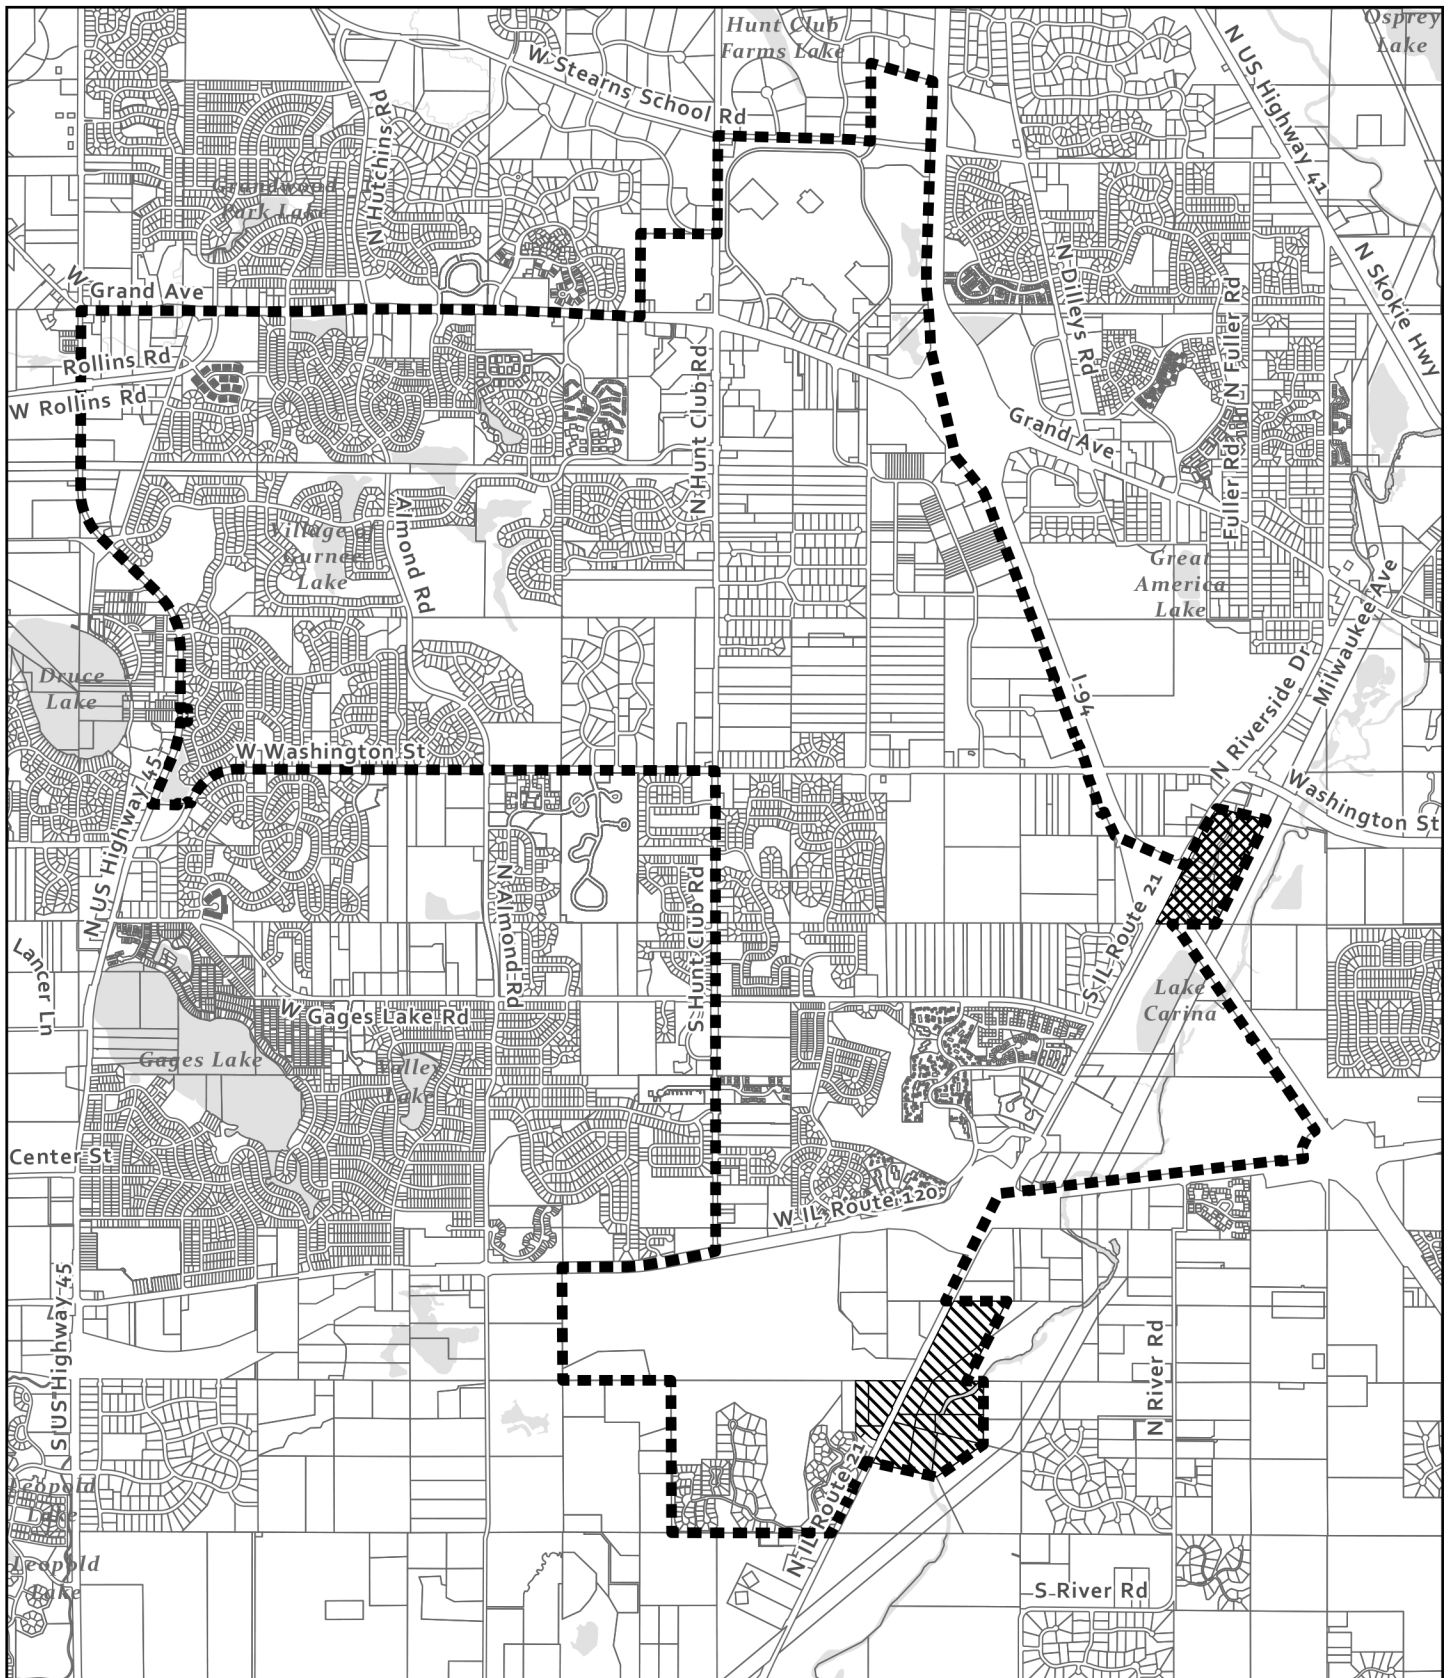 Hunt Club
Farms Lake
Osprey
Lake
W Stearns School Rd
N US Highway 41
N Hutchins Rd
Grandwood
Park Lake
N Skokie Hwy
W Grand Ave
N Dilleys Rd
N Fuller Rd
Rollins Rd
W Rollins Rd
N Hunt Club Rd
Grand Ave
Fuller Rd
Almond Rd
Village of
Gurnee
Lake
Great
America
Lake
Milwaukee Ave
Druce
Lake
I-94
N Riverside Dr
W Washington St
N US Highway 45
Washington St
N Almond Rd
S Hunt Club Rd
S IL Route 21
Lancer Ln
Lake
Carina
W Gages Lake Rd
Gages Lake
Valley
Lake
Center St
W IL Route 120
S US Highway 45
N River Rd
N IL Route 21
Leopold
Lake
Leopold
Lake
S River Rd